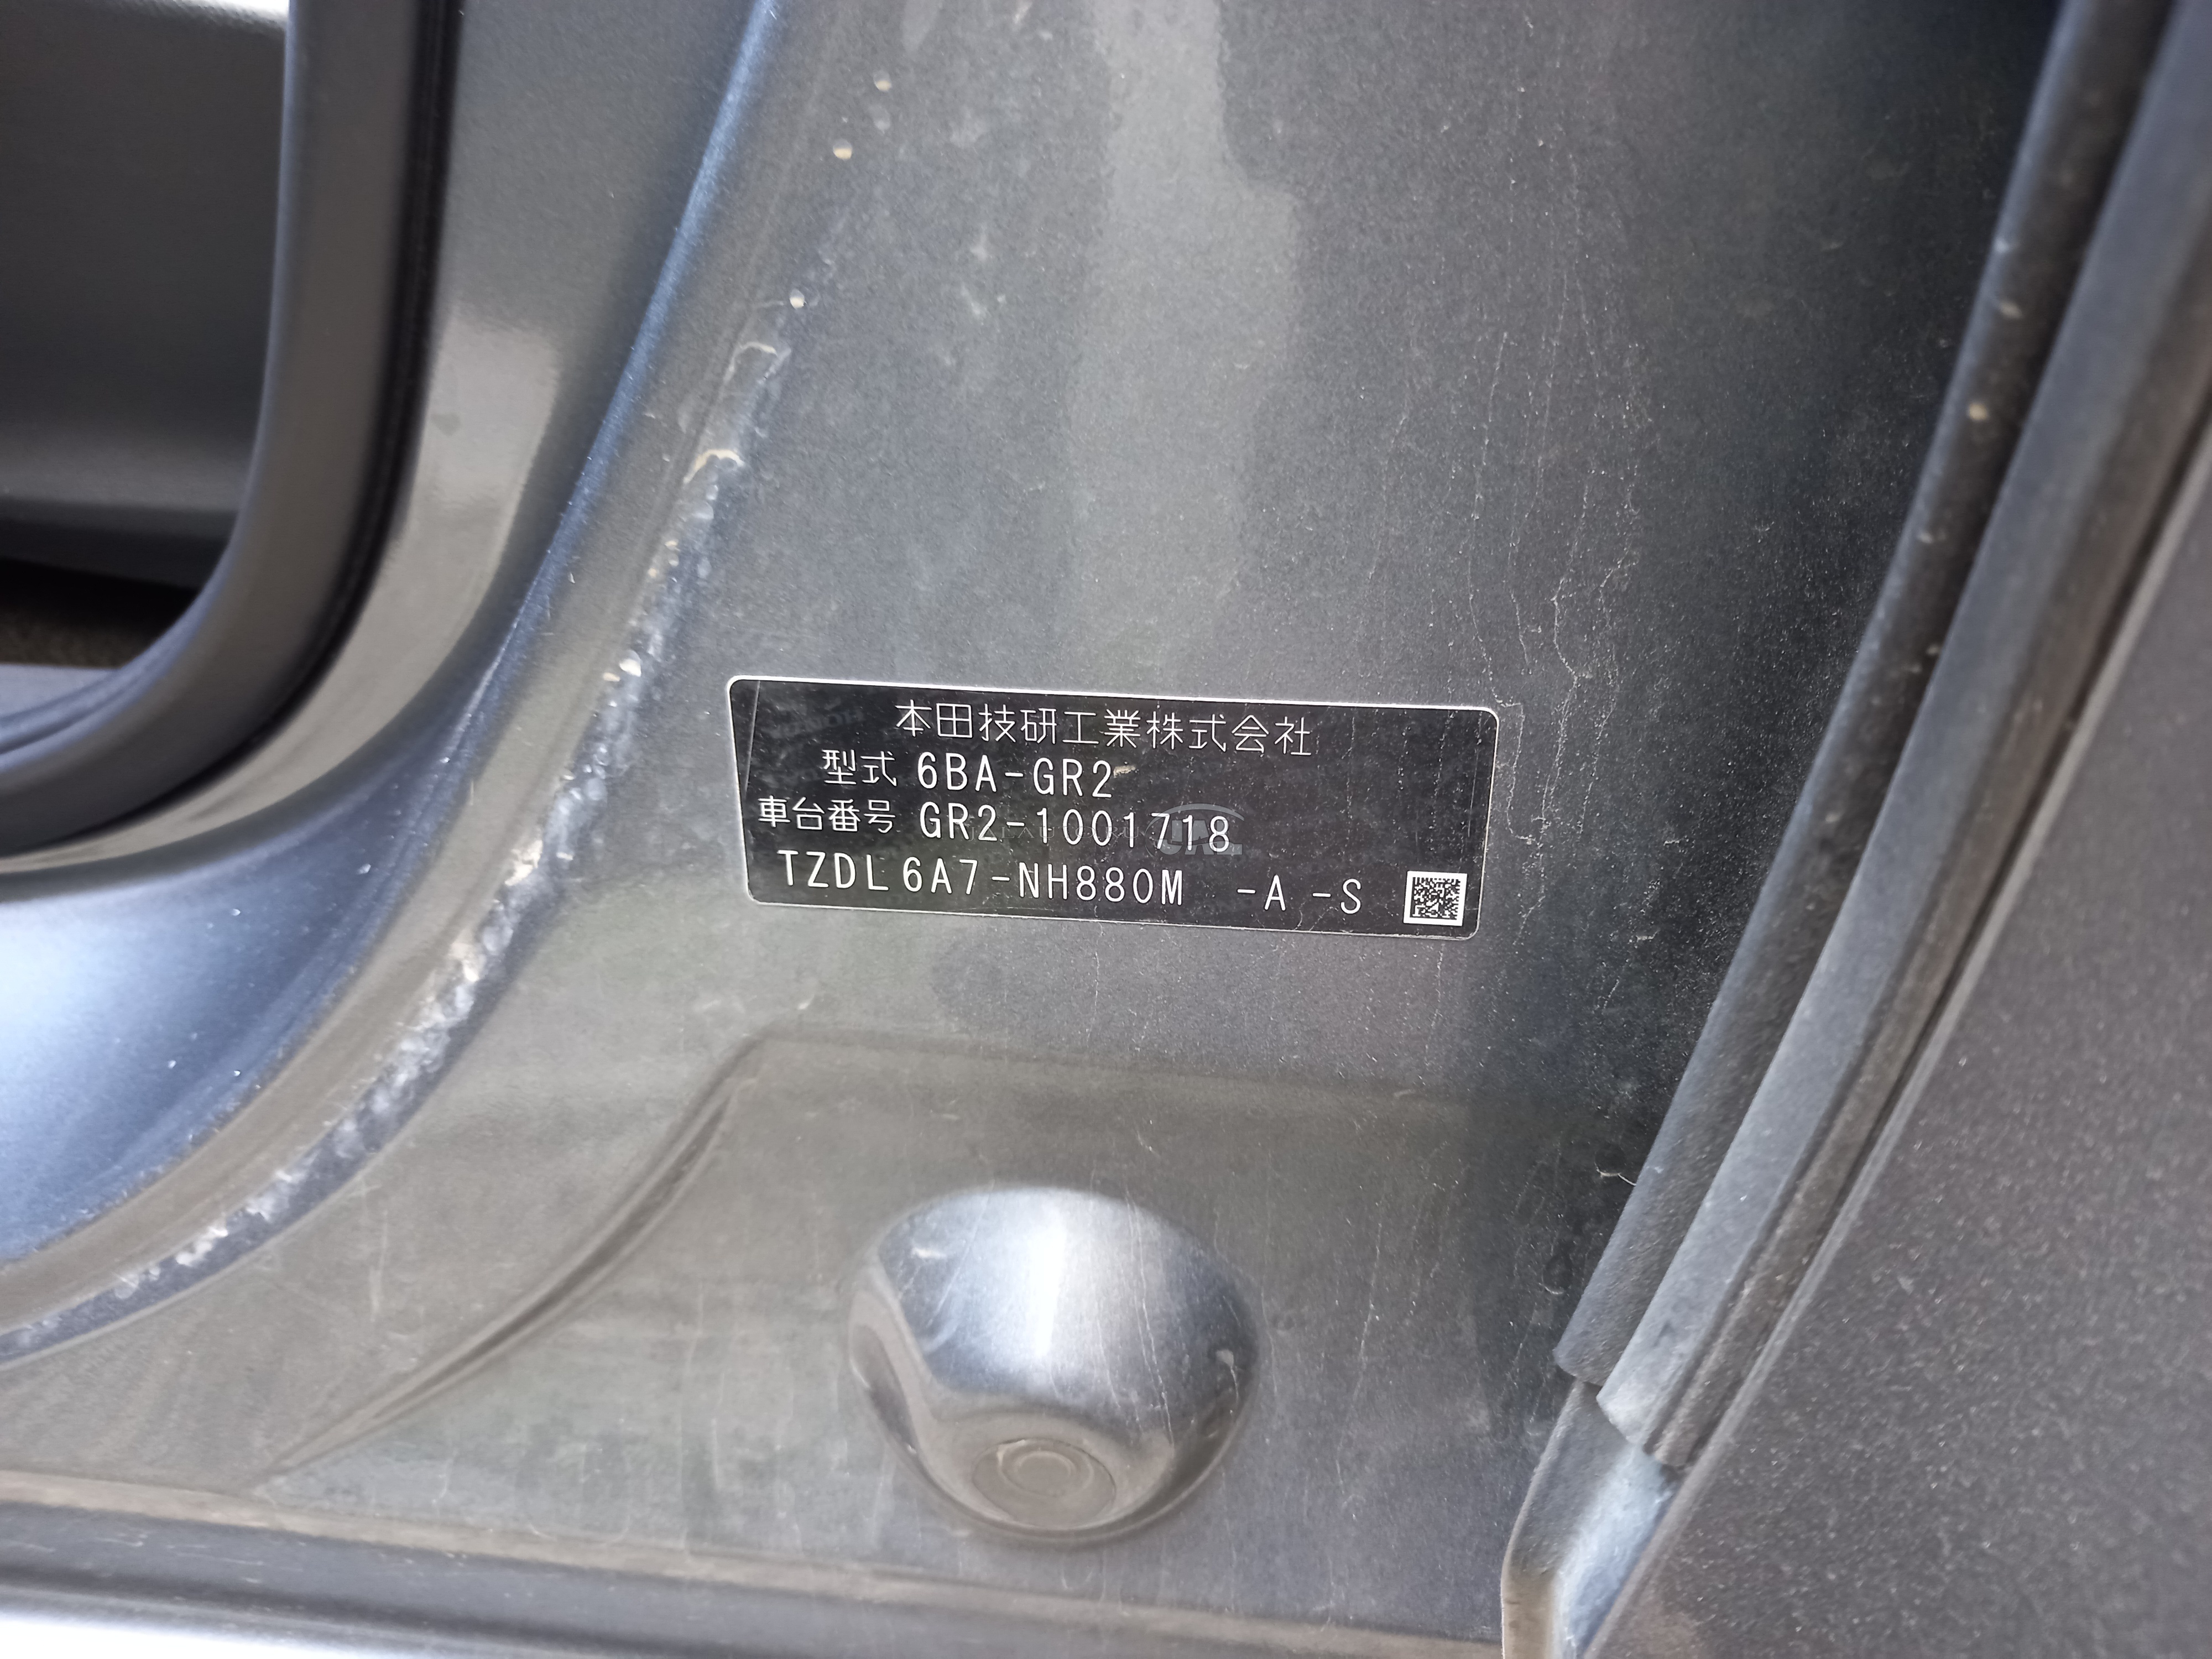 本田技研工業株式会社
型式 6BA-GR2
車台番号 GR2-1001718
TZDL6A7-NH880M -A -S